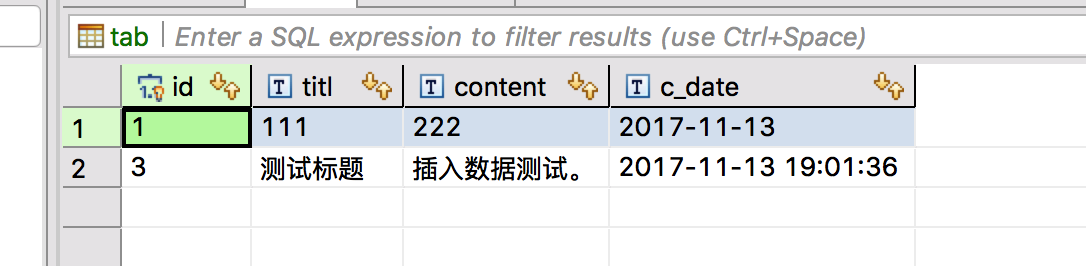 tab Enter a SQL expression to filter results (use Ctrl+Space)
id titl content c_date
1 1 111 222 2017-11-13
2 3 测试标题 插入数据测试。 2017-11-13 19:01:36